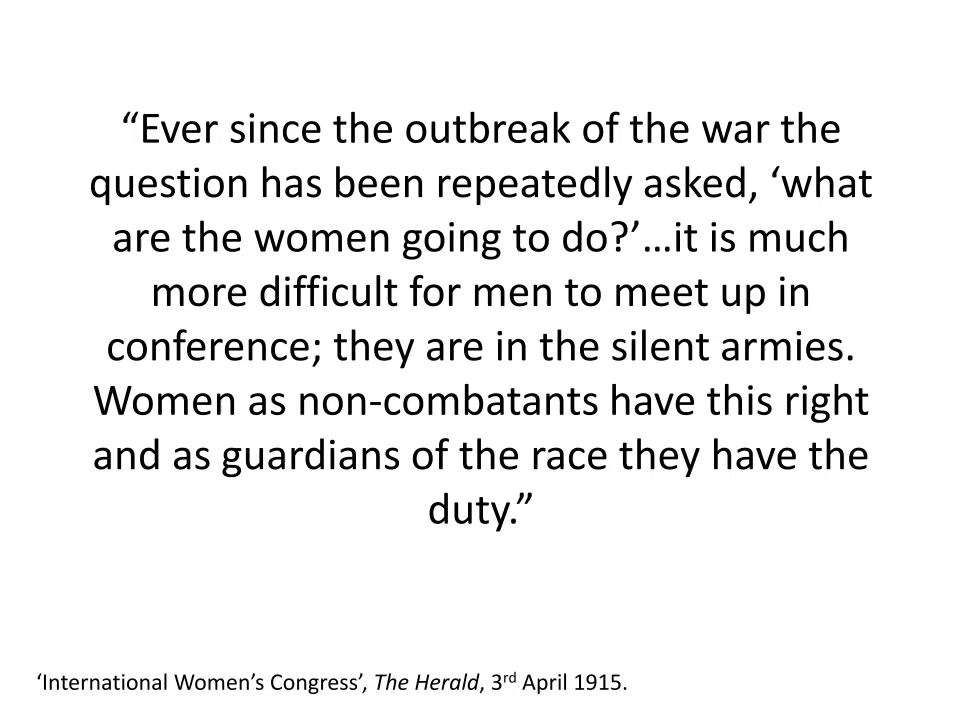 “Ever since the outbreak of the war the
question has been repeatedly asked, ‘what
are the women going to do?’…it is much
more difficult for men to meet up in
conference; they are in the silent armies.
Women as non-combatants have this right
and as guardians of the race they have the
duty.”
‘International Women’s Congress’, The Herald, 3rd April 1915.